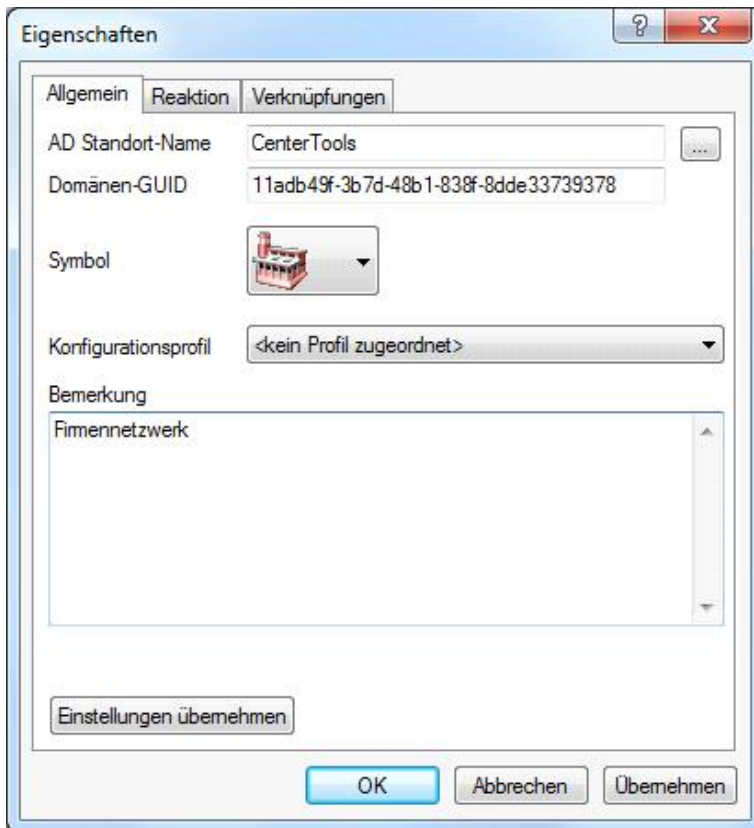 Eigenschaften
Allgemein Reaktion Verknüpfungen
AD Standort-Name CenterTools ...
Domänen-GUID 11adb49f-3b7d-48b1-838f-8dde33739378
Symbol
Konfigurationsprofil <kein Profil zugeordnet>
Bemerkung
Firmennetzwerk
Einstellungen übernehmen
OK Abbrechen Übernehmen